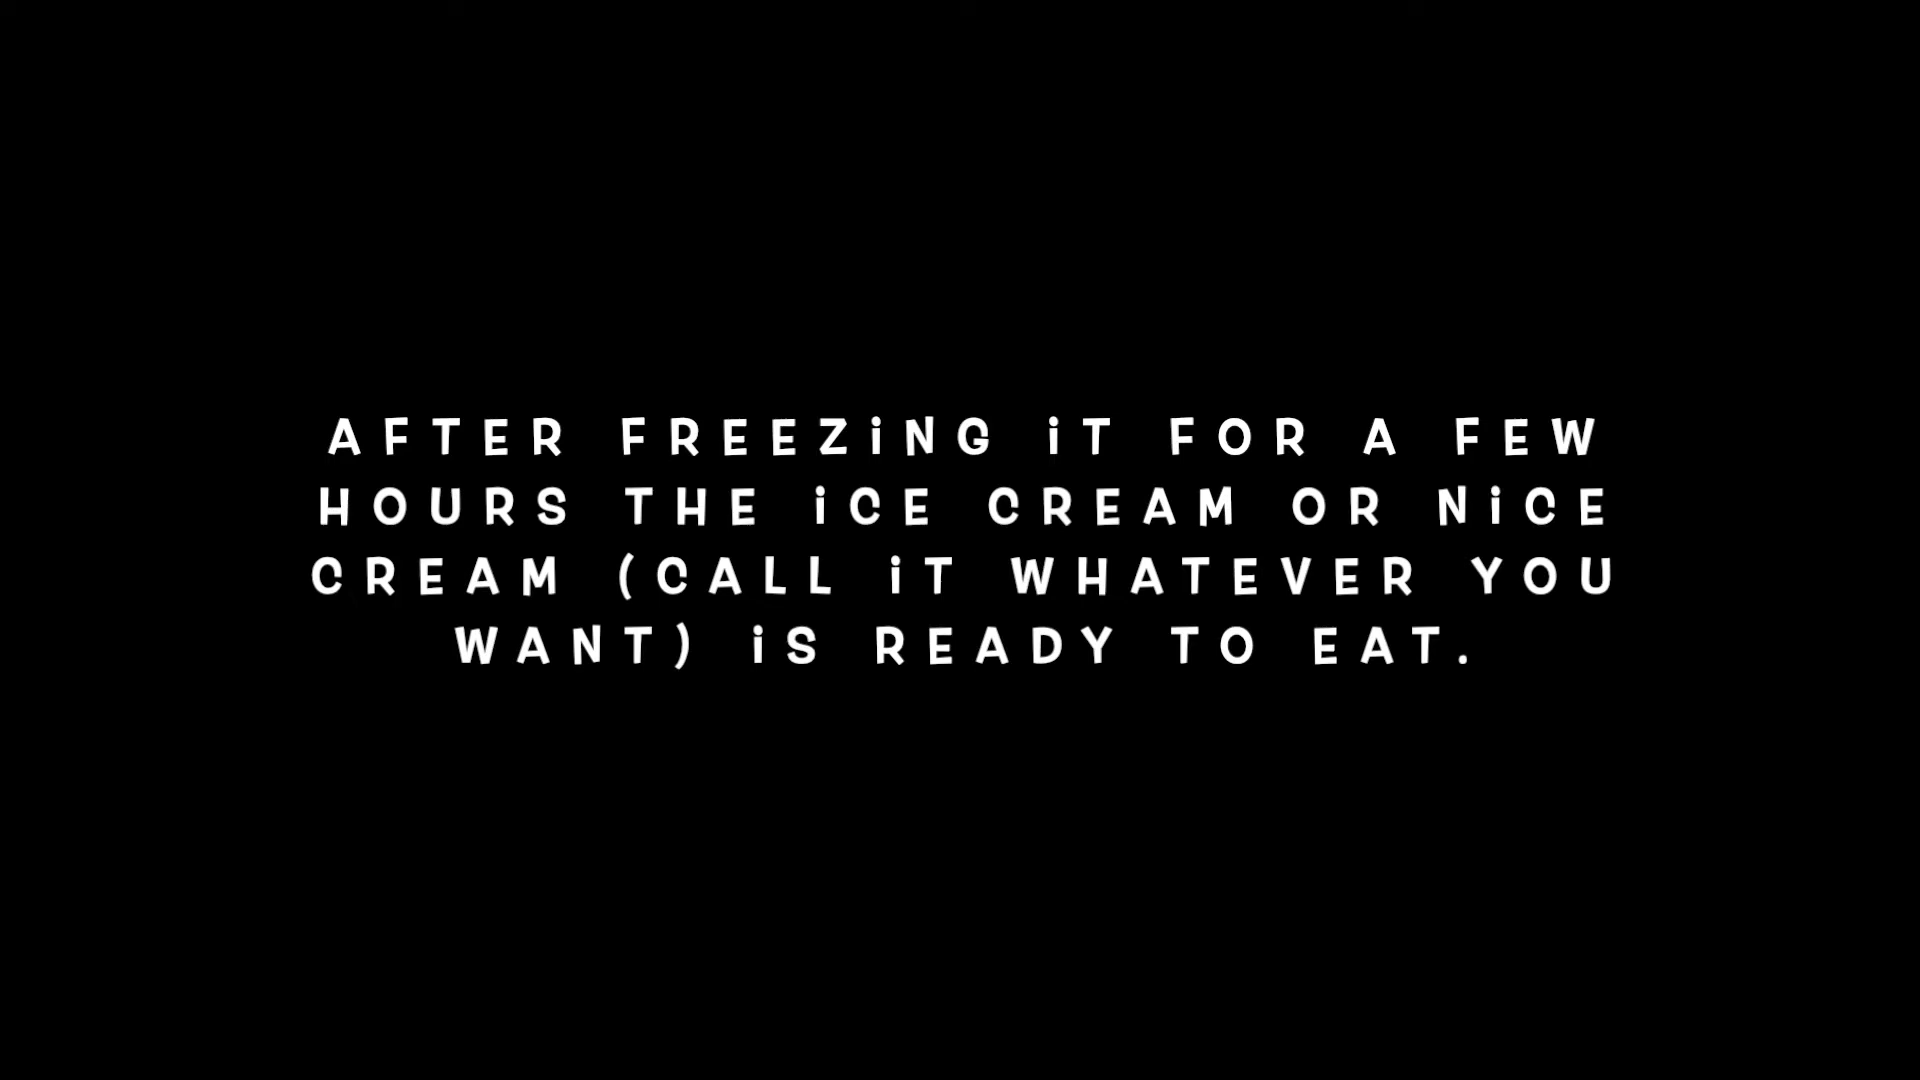 AFTER FREEZiNG iT FOR A FEW
HOURS THE iCE CREAM OR NiCE
CREAM (CALL iT WHATEVER YOU
WANT) iS READY TO EAT.